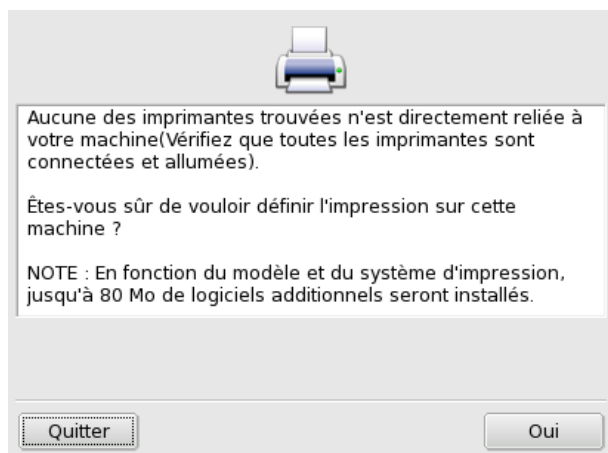 Aucune des imprimantes trouvées n'est directement reliée à
votre machine(Vérifiez que toutes les imprimantes sont
connectées et allumées).
Êtes-vous sûr de vouloir définir l'impression sur cette
machine ?
NOTE : En fonction du modèle et du système d'impression,
jusqu'à 80 Mo de logiciels additionnels seront installés.
Quitter
Oui